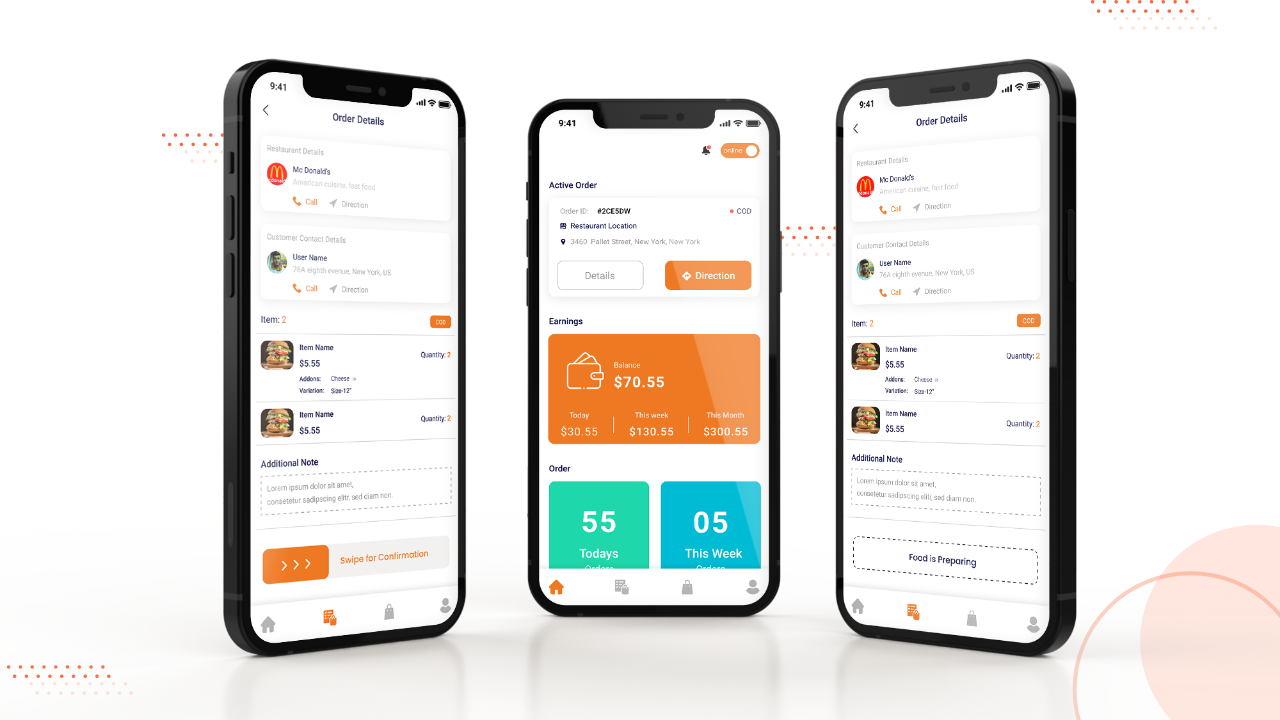 9:41
Order Details
Restaurant Details
Mc Donald's
American cuisine, fast food
Call Direction
Customer Contact Details
User Name
76A eighth evenue, New York, US
Call Direction
Item: 2 COD
Item Name
Quantity: 2
$5.55
Addons: Cheese
Variation: Size-12"
Item Name
Quantity: 2
$5.55
Additional Note
Lorem ipsum dolor sit amet,
consetetur sadipscing elitr, sed diam non.
Swipe for Confirmation
9:41
online
Active Order
Order ID: #2CE5DW COD
Restaurant Location
3460 Pallet Street, New York, New York
Details Direction
Earnings
Balance
$70.55
Today This week This Month
$30.55 $130.55 $300.55
Order
55 05
Todays This Week
Orders Orders
9:41
Order Details
Restaurant Details
Mc Donald's
American cuisine, fast food
Call Direction
Customer Contact Details
User Name
76A eighth evenue, New York, US
Call Direction
Item: 2 COD
Item Name
Quantity: 2
$5.55
Addons: Cheese
Variation: Size-12"
Item Name
Quantity: 2
$5.55
Additional Note
Lorem ipsum dolor sit amet,
consetetur sadipscing elitr, sed diam non.
Food is Preparing